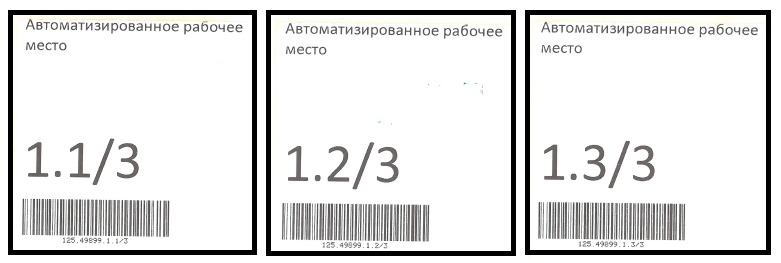 Автоматизированное рабочее
место
1.1/3
125.49899.1.1/3
Автоматизированное рабочее
место
1.2/3
125.49899.1.2/3
Автоматизированное рабочее
место
1.3/3
125.49899.1.3/3